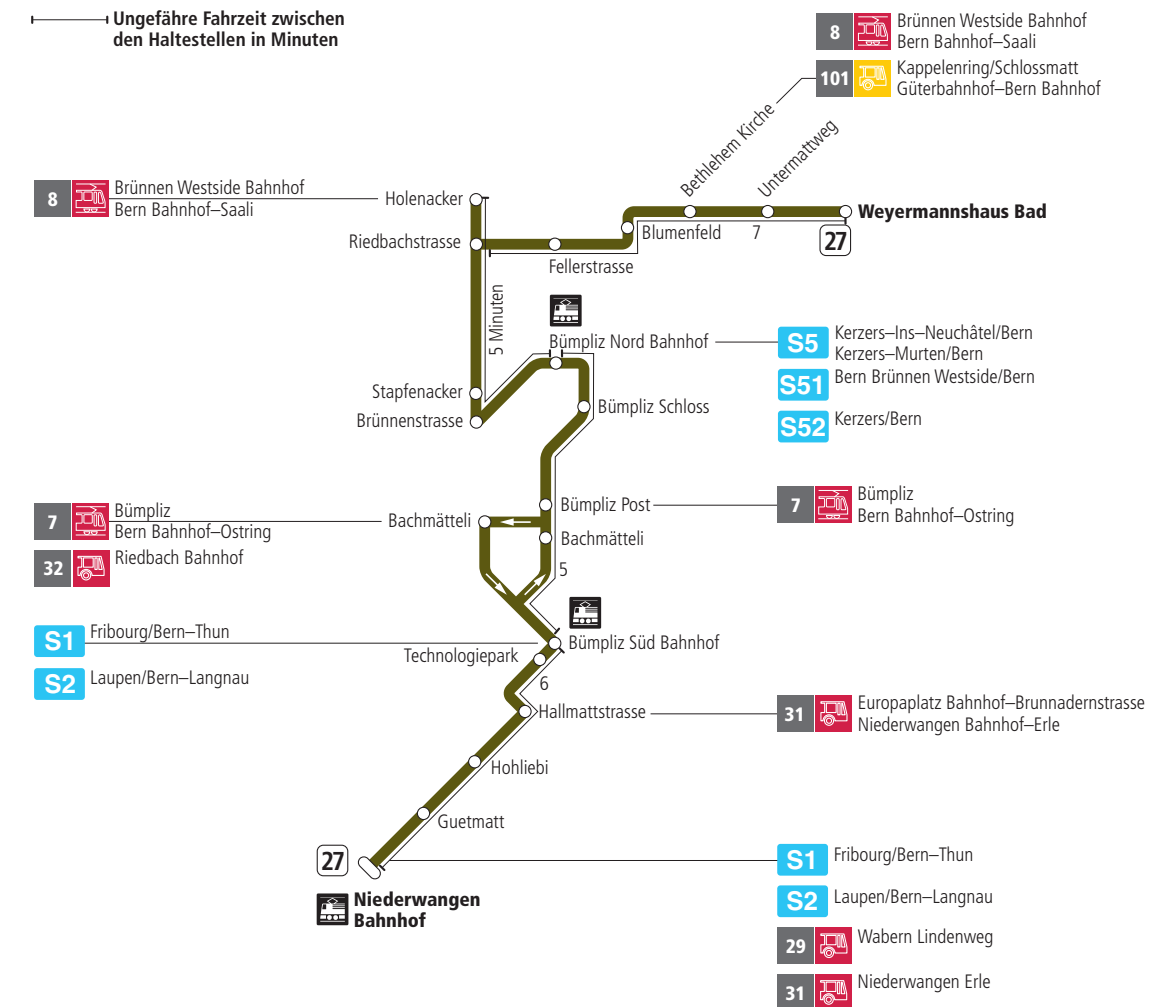 Ungefähre Fahrzeit zwischen
den Haltestellen in Minuten
8
Brünnen Westside Bahnhof
Bern Bahnhof–Saali
101
Kappelenring/Schlossmatt
Güterbahnhof–Bern Bahnhof
Bethlehem Kirche
Untermattweg
8
Brünnen Westside Bahnhof
Bern Bahnhof–Saali
Holenacker
Weyermannshaus Bad
Riedbachstrasse
Blumenfeld
7
27
Fellerstrasse
5 Minuten
Bümpliz Nord Bahnhof
S5
Kerzers–Ins–Neuchâtel/Bern
Kerzers–Murten/Bern
S51
Bern Brünnen Westside/Bern
S52
Kerzers/Bern
Stapfenacker
Brünnenstrasse
Bümpliz Schloss
7
Bümpliz
Bern Bahnhof–Ostring
32
Riedbach Bahnhof
Bachmätteli
Bümpliz Post
7
Bümpliz
Bern Bahnhof–Ostring
Bachmätteli
5
S1
Fribourg/Bern–Thun
S2
Laupen/Bern–Langnau
Bümpliz Süd Bahnhof
Technologiepark
6
Hallmattstrasse
31
Europaplatz Bahnhof–Brunnadernstrasse
Niederwangen Bahnhof–Erle
Hohliebi
Guetmatt
27
Niederwangen
Bahnhof
S1
Fribourg/Bern–Thun
S2
Laupen/Bern–Langnau
29
Wabern Lindenweg
31
Niederwangen Erle